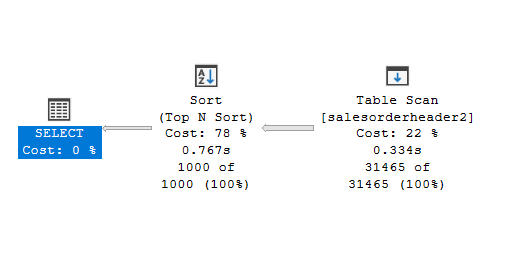 SELECT
Cost: 0 %
Sort
(Top N Sort)
Cost: 78 %
0.767s
1000 of
1000 (100%)
Table Scan
[salesorderheader2]
Cost: 22 %
0.334s
31465 of
31465 (100%)